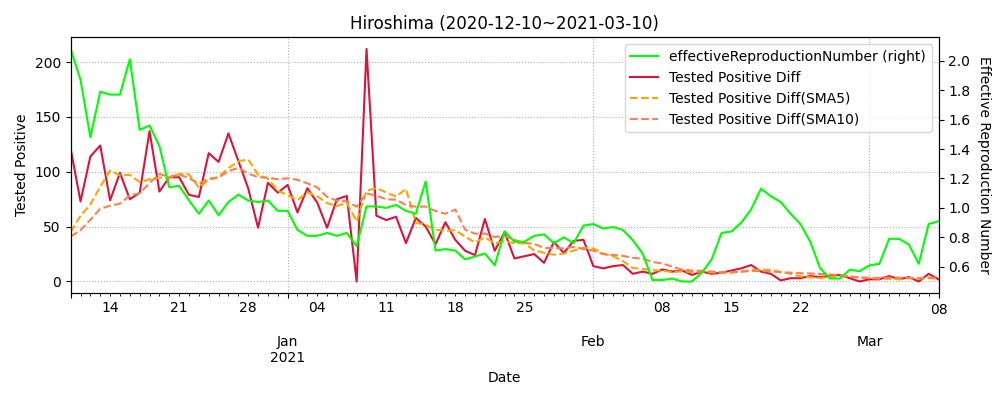 Hiroshima (2020-12-10~2021-03-10)
effectiveReproductionNumber (right)
Tested Positive Diff
Tested Positive Diff(SMA5)
Tested Positive Diff(SMA10)
Tested Positive
200
150
100
50
0
2.0
1.8
1.6
1.4
1.2
1.0
0.8
0.6
Effective Reproduction Number
14 21 28 04 11 18 25 08 15 22 08
Jan Feb Mar
2021
Date